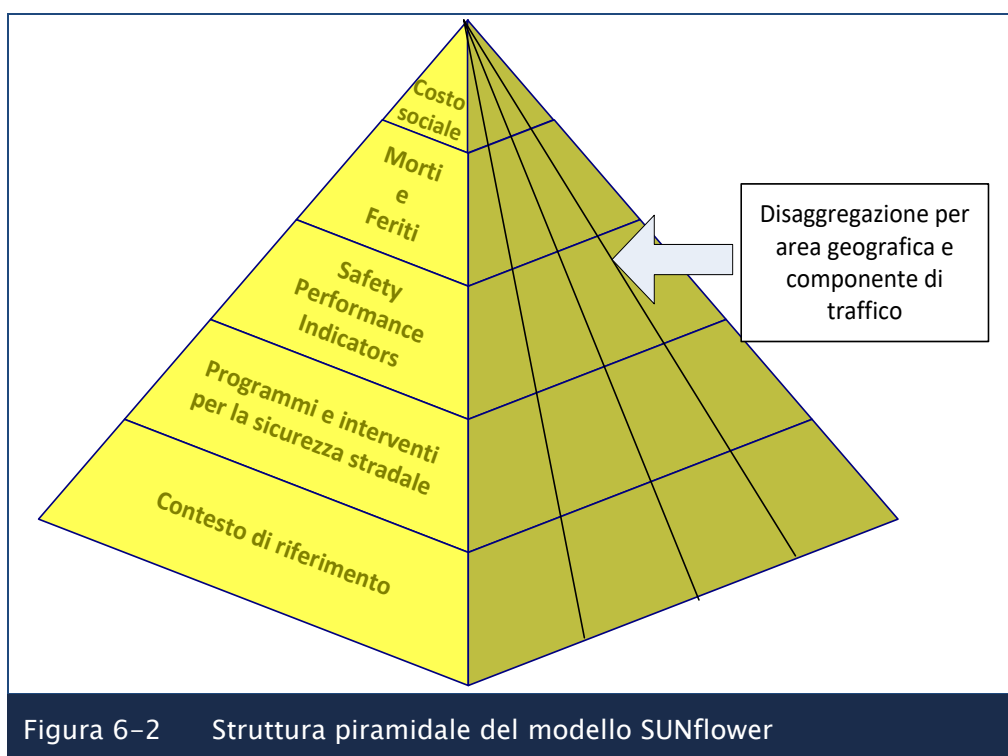 Costo
sociale
Morti
e
Feriti
Safety
Performance
Indicators
Programmi e interventi
per la sicurezza stradale
Contesto di riferimento
Disaggregazione per
area geografica e
componente di
traffico
Figura 6-2 Struttura piramidale del modello SUNflower